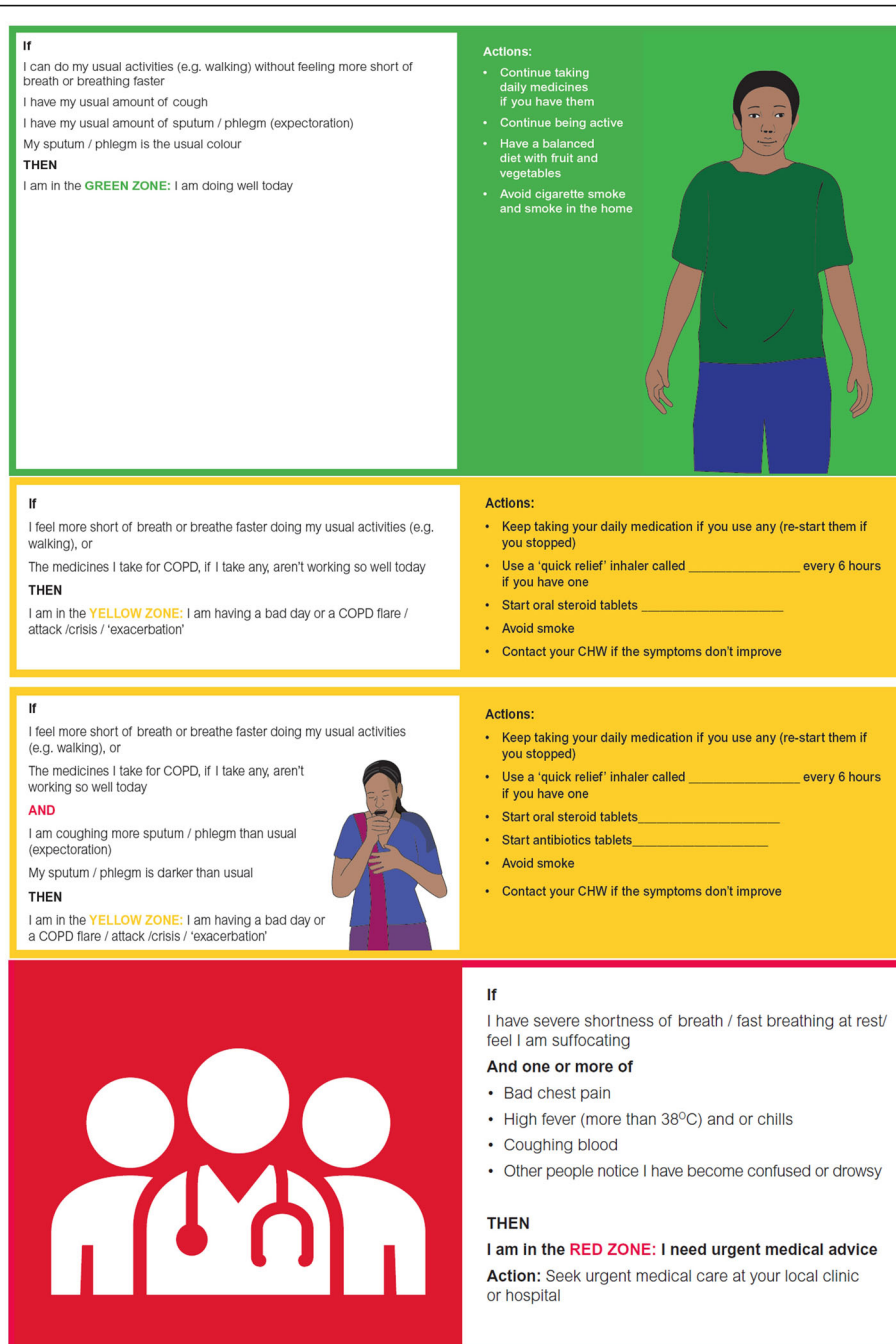 If
I can do my usual activities (e.g. walking) without feeling more short of
breath or breathing faster
I have my usual amount of cough
I have my usual amount of sputum / phlegm (expectoration)
My sputum / phlegm is the usual colour
THEN
I am in the GREEN ZONE: I am doing well today
Actions:
• Continue taking
daily medicines
if you have them
• Continue being active
• Have a balanced
diet with fruit and
vegetables
• Avoid cigarette smoke
and smoke in the home
If
I feel more short of breath or breathe faster doing my usual activities (e.g.
walking), or
The medicines I take for COPD, if I take any, aren't working so well today
THEN
I am in the YELLOW ZONE: I am having a bad day or a COPD flare /
attack /crisis / 'exacerbation'
Actions:
• Keep taking your daily medication if you use any (re-start them if
you stopped)
• Use a 'quick relief' inhaler called _________________ every 6 hours
if you have one
• Start oral steroid tablets ______________________
• Avoid smoke
• Contact your CHW if the symptoms don't improve
If
I feel more short of breath or breathe faster doing my usual activities
(e.g. walking), or
The medicines I take for COPD, if I take any, aren't
working so well today
AND
I am coughing more sputum / phlegm than usual
(expectoration)
My sputum / phlegm is darker than usual
THEN
I am in the YELLOW ZONE: I am having a bad day or
a COPD flare / attack /crisis / 'exacerbation'
Actions:
• Keep taking your daily medication if you use any (re-start them if
you stopped)
• Use a 'quick relief' inhaler called _________________ every 6 hours
if you have one
• Start oral steroid tablets______________________
• Start antibiotics tablets_____________________
• Avoid smoke
• Contact your CHW if the symptoms don't improve
If
I have severe shortness of breath / fast breathing at rest/
feel I am suffocating
And one or more of
• Bad chest pain
• High fever (more than 38ºC) and or chills
• Coughing blood
• Other people notice I have become confused or drowsy
THEN
I am in the RED ZONE: I need urgent medical advice
Action: Seek urgent medical care at your local clinic
or hospital